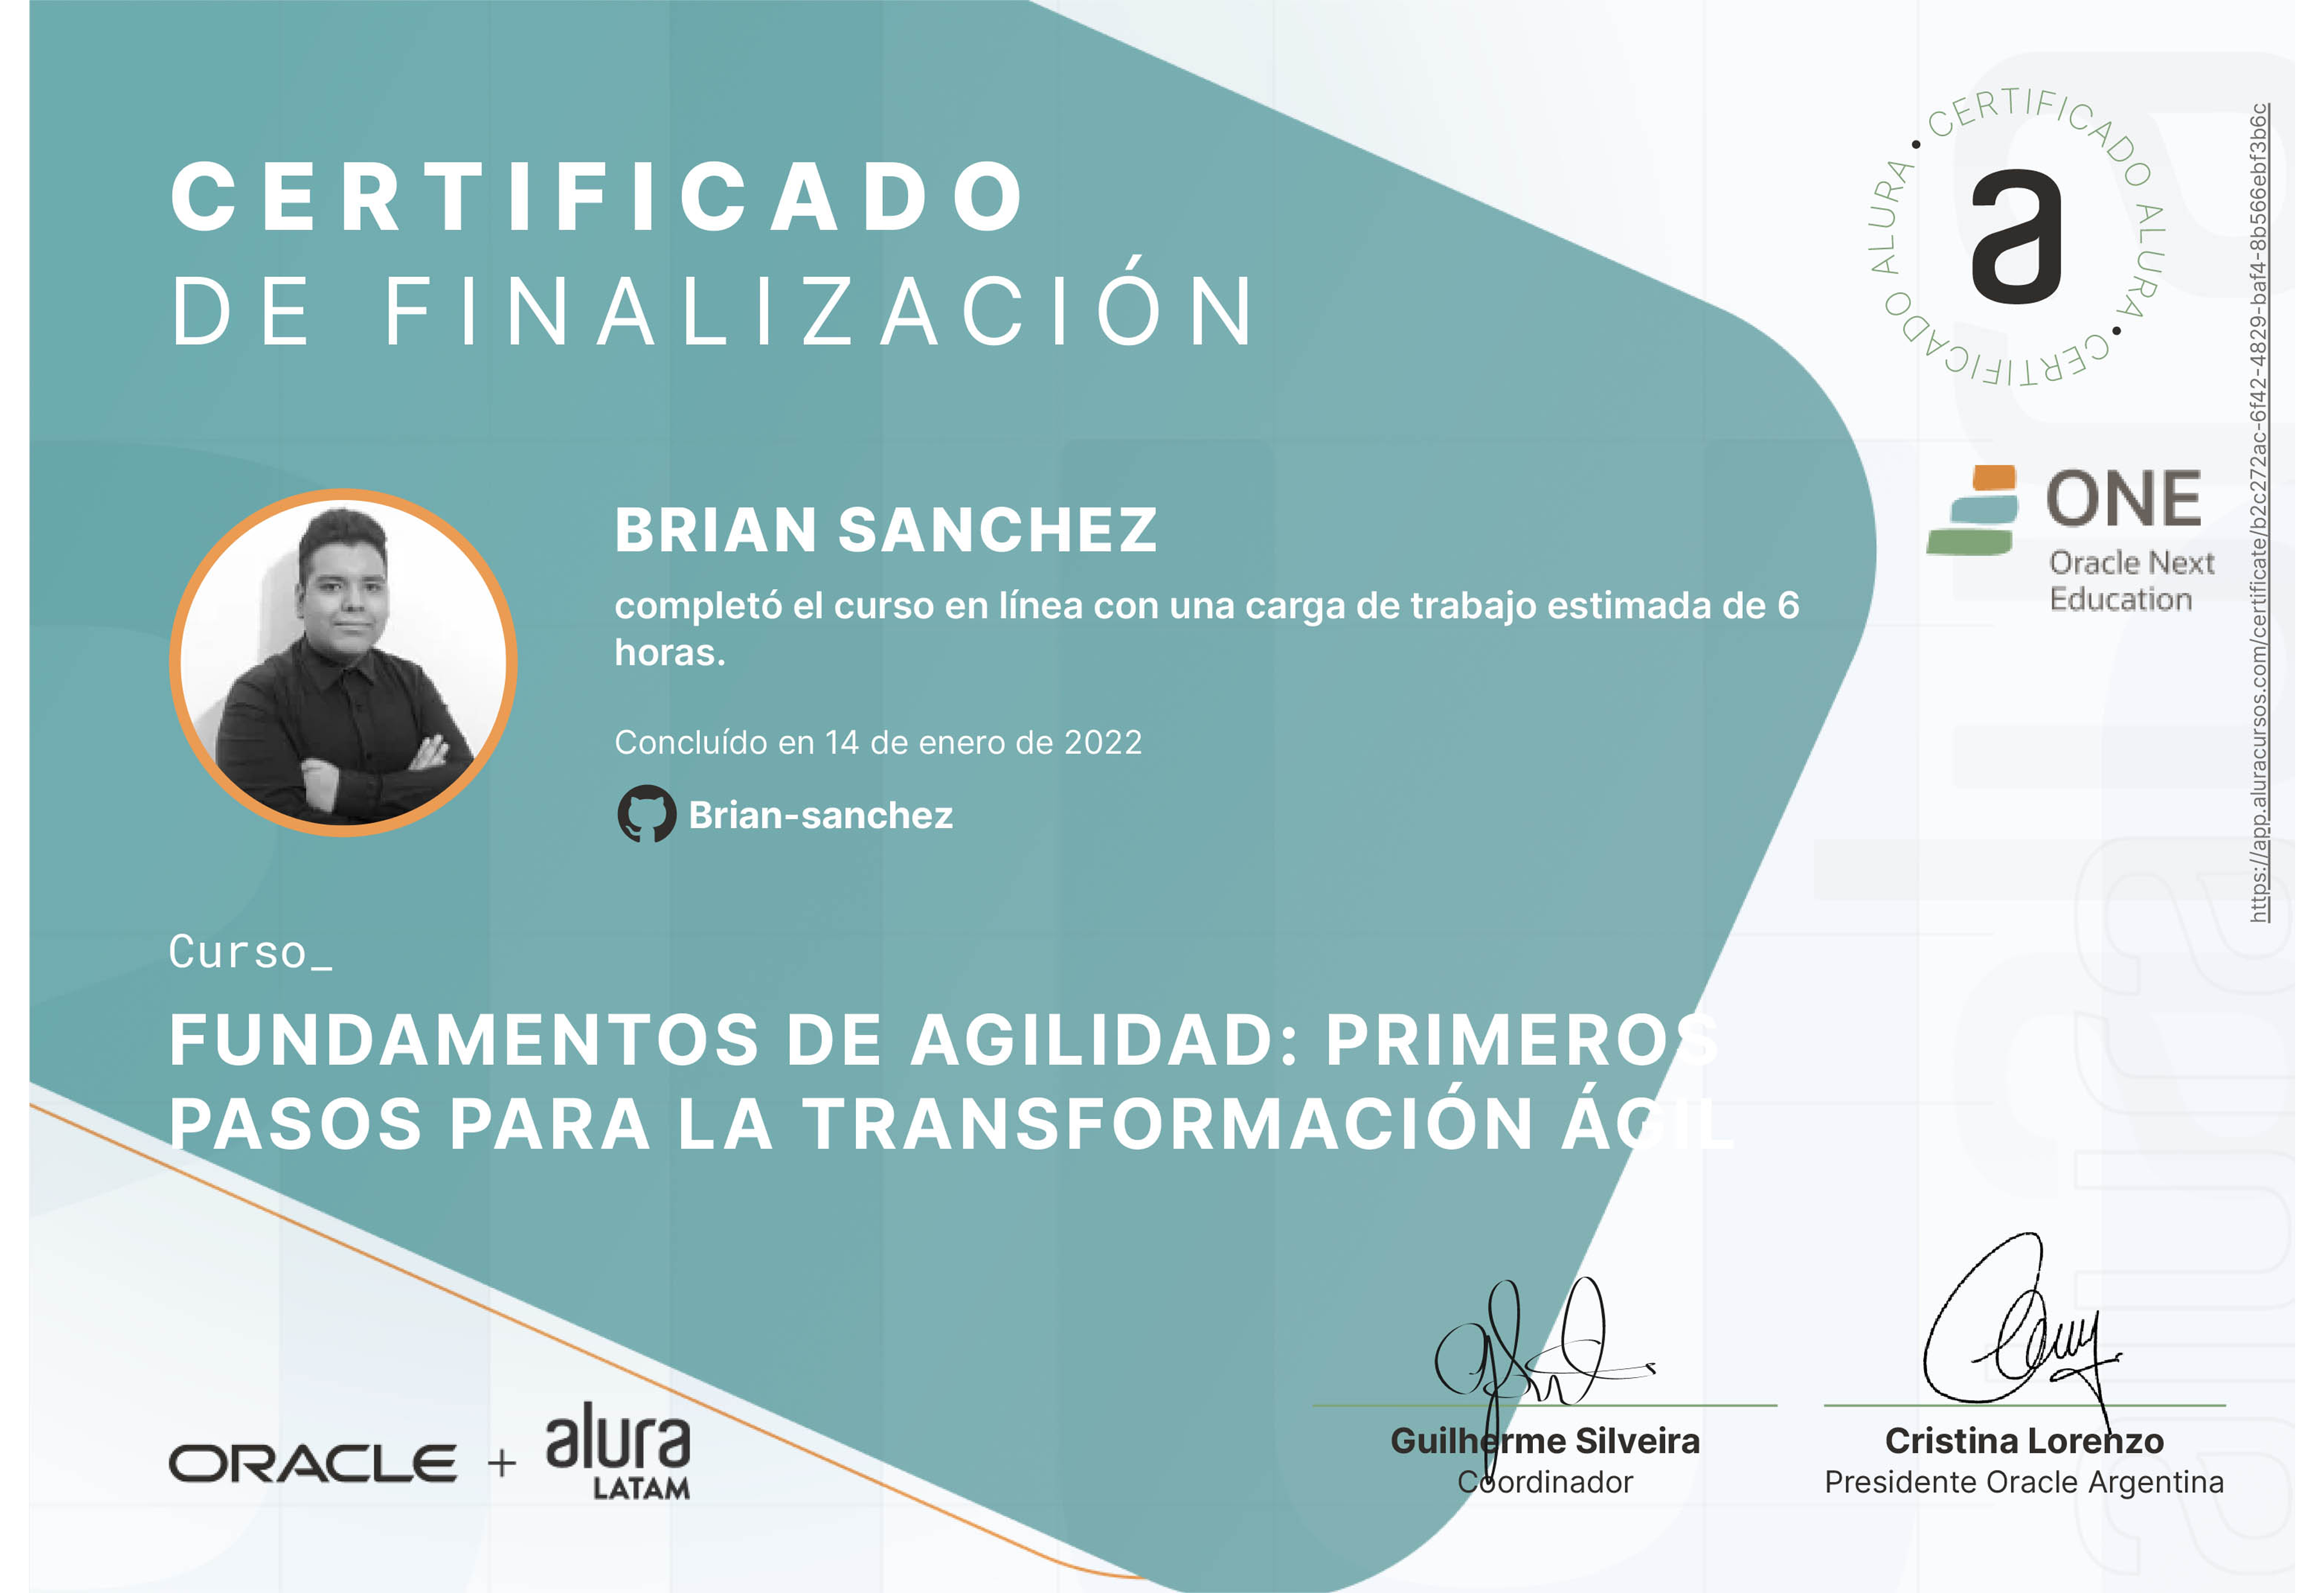 CERTIFICADO
DE FINALIZACIÓN
CERTIFICADO ALURA • CERTIFICADO ALURA •
a
https://app.aluracursos.com/certificate/b2c272ac-6f42-4829-baf4-8b566ebf3b6c
ONE
Oracle Next
Education
BRIAN SANCHEZ
completó el curso en línea con una carga de trabajo estimada de 6
horas.
Concluído en 14 de enero de 2022
Brian-sanchez
Curso_
FUNDAMENTOS DE AGILIDAD: PRIMEROS
PASOS PARA LA TRANSFORMACIÓN ÁGIL
ORACLE + alura
LATAM
Guilherme Silveira
Coordinador
Cristina Lorenzo
Presidente Oracle Argentina